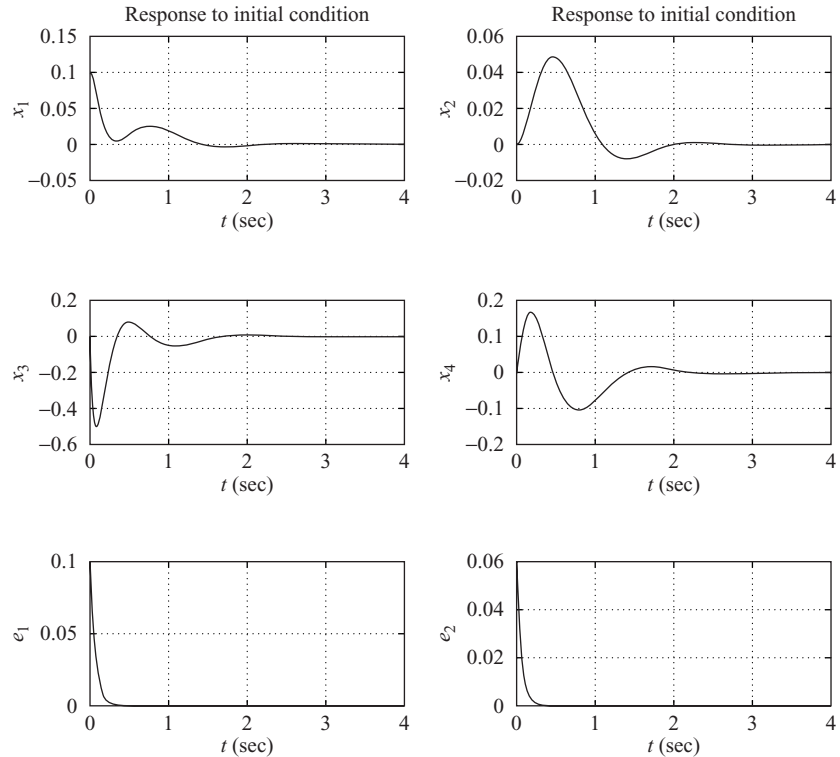 Response to initial condition
0.15
0.1
0.05
0
−0.05
x1
0 1 2 3 4
t (sec)
Response to initial condition
0.06
0.04
0.02
0
−0.02
x2
0 1 2 3 4
t (sec)
0.2
0
−0.2
−0.4
−0.6
x3
0 1 2 3 4
t (sec)
0.2
0.1
0
−0.1
−0.2
x4
0 1 2 3 4
t (sec)
0.1
0.05
0
e1
0 1 2 3 4
t (sec)
0.06
0.04
0.02
0
e2
0 1 2 3 4
t (sec)